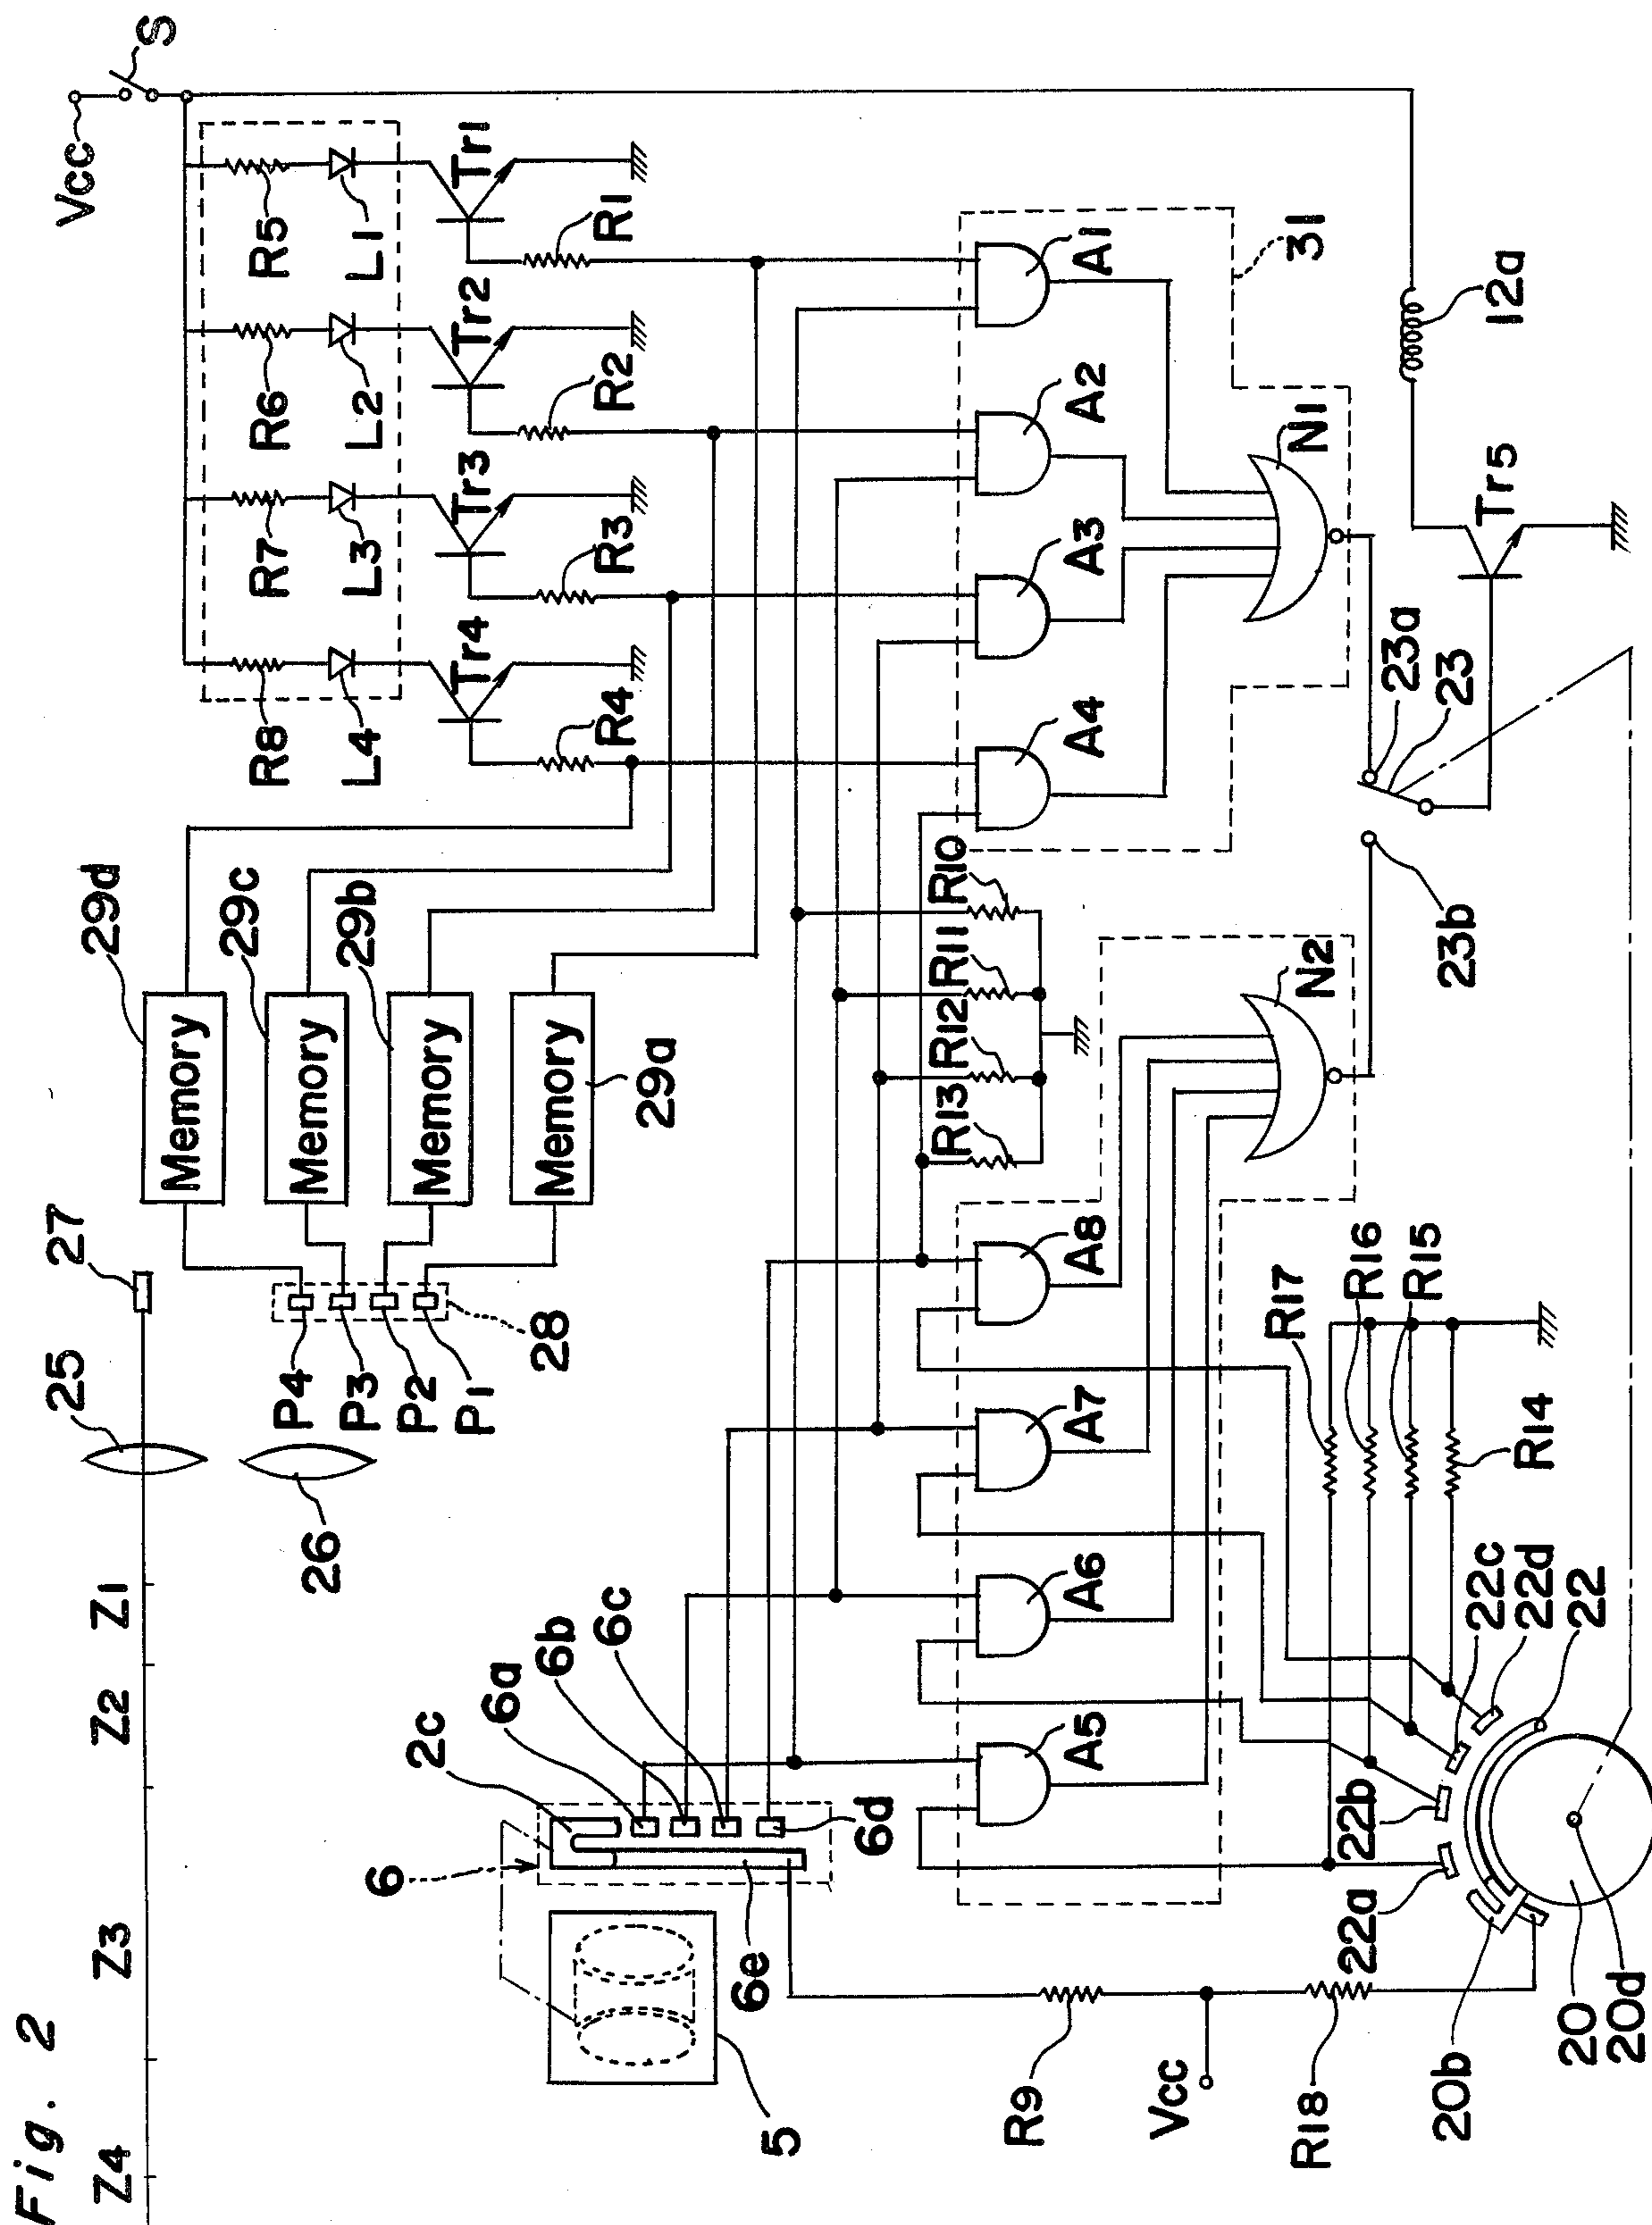 Fig. 2
Z4
Z3
Z2
Z1
25
27
26
28
P4
P3
P2
P1
29d
29c
29b
29a
Memory
Memory
Memory
Memory
Vcc
S
R8
R7
R6
R5
L4
L3
L2
L1
Tr4
Tr3
Tr2
Tr1
R4
R3
R2
R1
5
6
2c
6a
6b
6c
6d
6e
A5
A6
A7
A8
A4
A3
A2
A1
R13
R12
R11
R10
31
N2
N1
R9
Vcc
R18
R17
R16
R15
R14
22a
22b
22c
22d
22
20b
20
20d
23b
23a
23
Tr5
12a